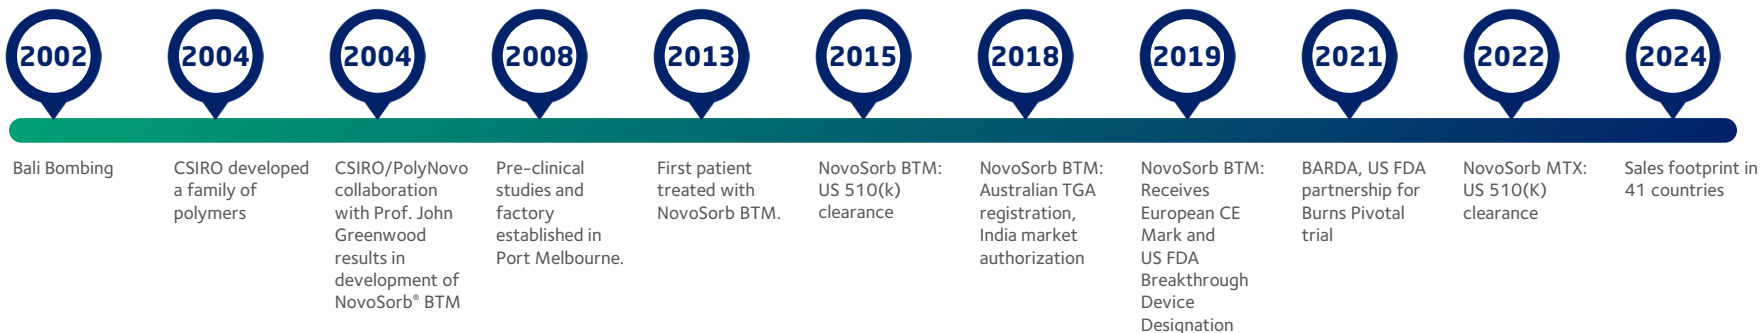 2002
Bali Bombing
2004
CSIRO developed
a family of
polymers
2004
CSIRO/PolyNovo
collaboration
with Prof. John
Greenwood
results in
development of
NovoSorb® BTM
2008
Pre-clinical
studies and
factory
established in
Port Melbourne.
2013
First patient
treated with
NovoSorb BTM.
2015
NovoSorb BTM:
US 510(k)
clearance
2018
NovoSorb BTM:
Australian TGA
registration,
India market
authorization
2019
NovoSorb BTM:
Receives
European CE
Mark and
US FDA
Breakthrough
Device
Designation
2021
BARDA, US FDA
partnership for
Burns Pivotal
trial
2022
NovoSorb MTX:
US 510(K)
clearance
2024
Sales footprint in
41 countries